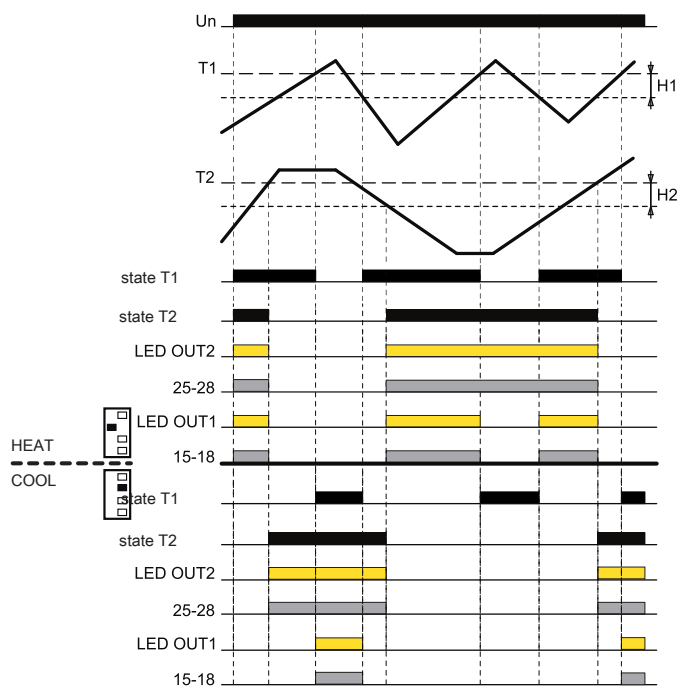 Un
T1
H1
T2
H2
state T1
state T2
LED OUT2
25-28
LED OUT1
HEAT
15-18
COOL
state T1
state T2
LED OUT2
25-28
LED OUT1
15-18